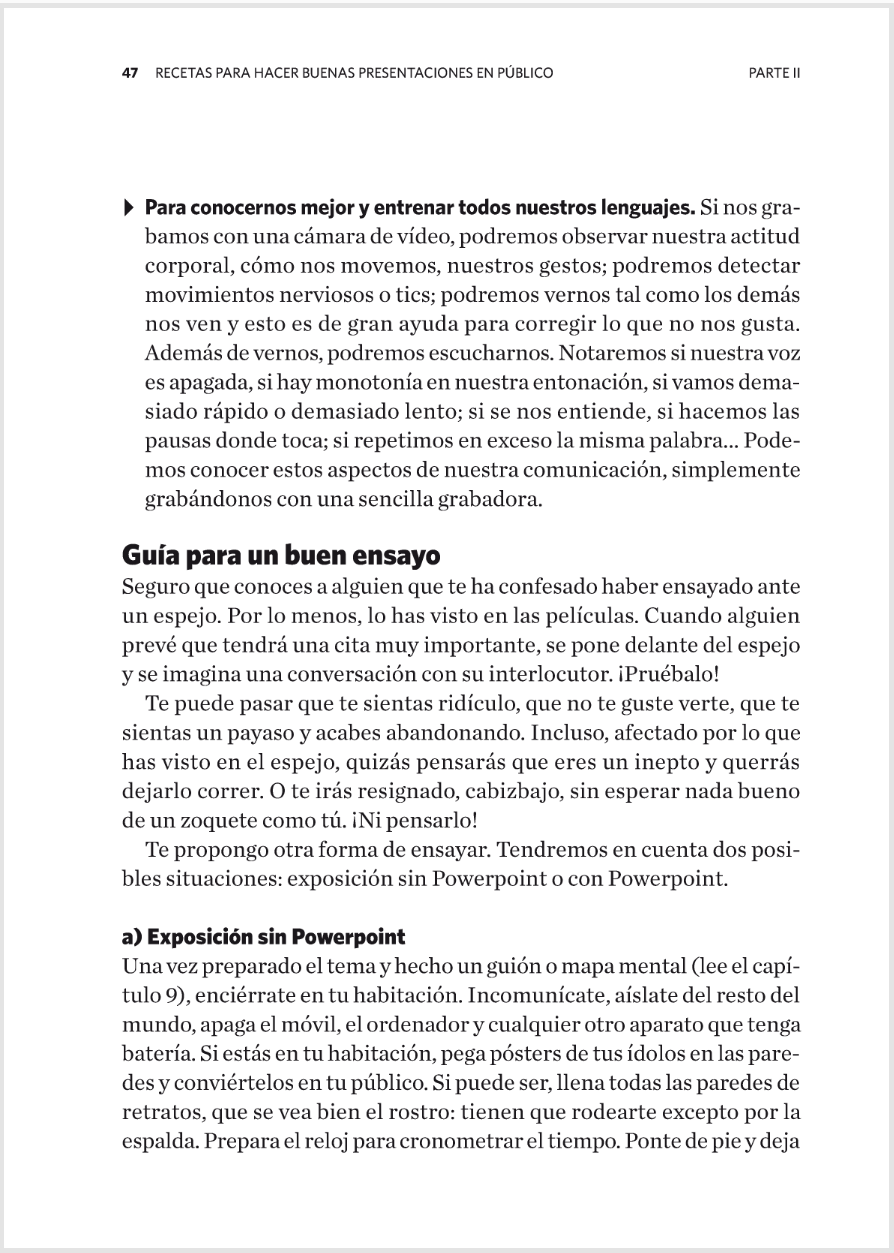 47 RECETAS PARA HACER BUENAS PRESENTACIONES EN PÚBLICO PARTE II
Para conocernos mejor y entrenar todos nuestros lenguajes. Si nos gra-
bamos con una cámara de vídeo, podremos observar nuestra actitud
corporal, cómo nos movemos, nuestros gestos; podremos detectar
movimientos nerviosos o tics; podremos vernos tal como los demás
nos ven y esto es de gran ayuda para corregir lo que no nos gusta.
Además de vernos, podremos escucharnos. Notaremos si nuestra voz
es apagada, si hay monotonía en nuestra entonación, si vamos dema-
siado rápido o demasiado lento; si se nos entiende, si hacemos las
pausas donde toca; si repetimos en exceso la misma palabra... Pode-
mos conocer estos aspectos de nuestra comunicación, simplemente
grabándonos con una sencilla grabadora.
Guía para un buen ensayo
Seguro que conoces a alguien que te ha confesado haber ensayado ante
un espejo. Por lo menos, lo has visto en las películas. Cuando alguien
prevé que tendrá una cita muy importante, se pone delante del espejo
y se imagina una conversación con su interlocutor. ¡Pruébalo!
Te puede pasar que te sientas ridículo, que no te guste verte, que te
sientas un payaso y acabes abandonando. Incluso, afectado por lo que
has visto en el espejo, quizás pensarás que eres un inepto y querrás
dejarlo correr. O te irás resignado, cabizbajo, sin esperar nada bueno
de un zoquete como tú. ¡Ni pensarlo!
Te propongo otra forma de ensayar. Tendremos en cuenta dos posi-
bles situaciones: exposición sin Powerpoint o con Powerpoint.
a) Exposición sin Powerpoint
Una vez preparado el tema y hecho un guión o mapa mental (lee el capí-
tulo 9), enciérrate en tu habitación. Incomunícate, aíslate del resto del
mundo, apaga el móvil, el ordenador y cualquier otro aparato que tenga
batería. Si estás en tu habitación, pega pósters de tus ídolos en las pare-
des y conviértelos en tu público. Si puede ser, llena todas las paredes de
retratos, que se vea bien el rostro: tienen que rodearte excepto por la
espalda. Prepara el reloj para cronometrar el tiempo. Ponte de pie y deja